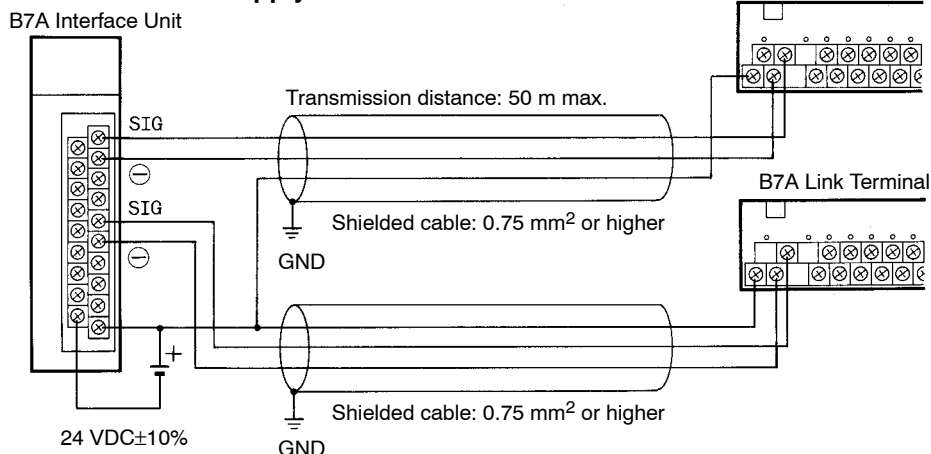 B7A Interface Unit
Transmission distance: 50 m max.
SIG
⊖
B7A Link Terminal
SIG
Shielded cable: 0.75 mm² or higher
GND
⊖
+
Shielded cable: 0.75 mm² or higher
24 VDC±10%
GND